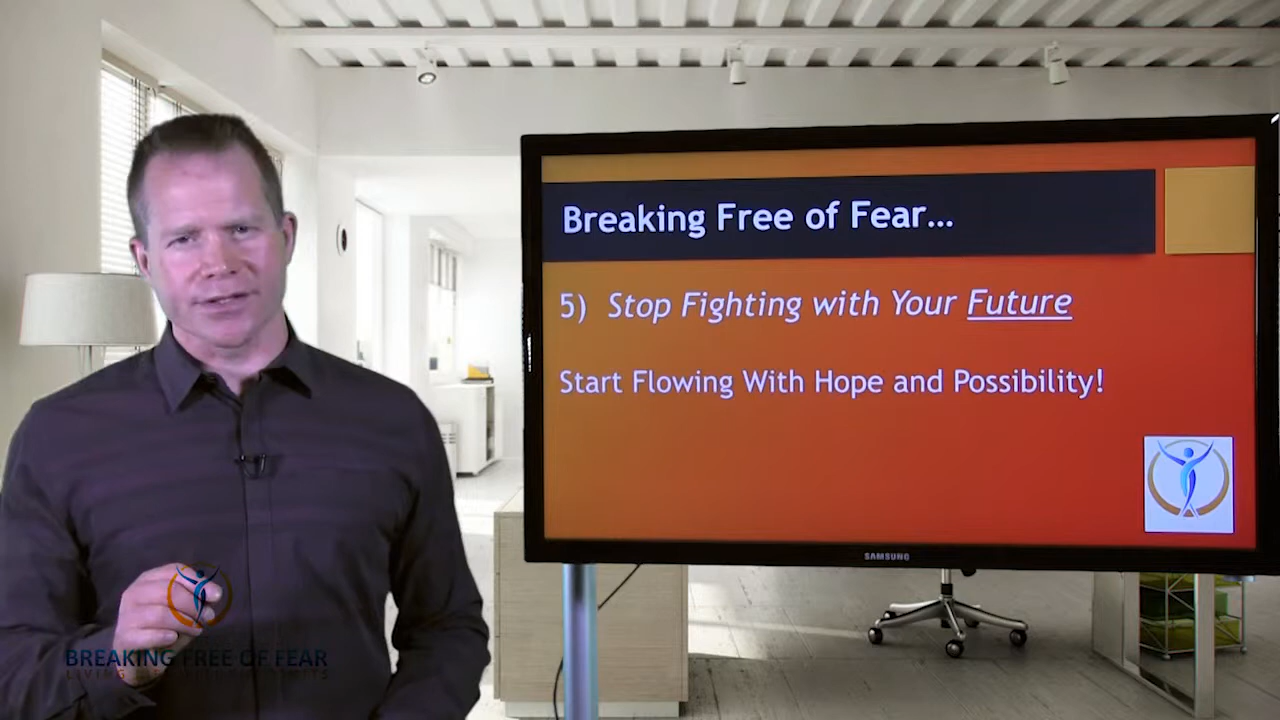 Breaking Free of Fear...
5) Stop Fighting with Your Future
Start Flowing With Hope and Possibility!
SAMSUNG
BREAKING FREE OF FEAR